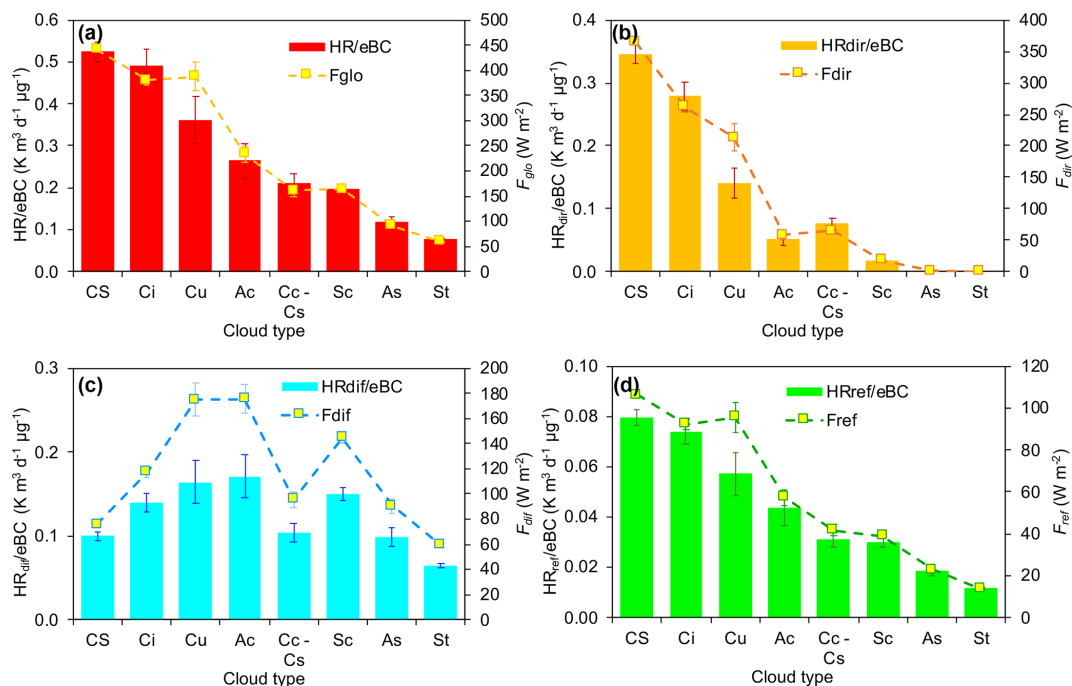 (a)
HR/eBC
Fglo
HR/eBC (K m³ d⁻¹ µg⁻¹)
0.6
0.5
0.4
0.3
0.2
0.1
0.0
500
450
400
350
300
250
200
150
100
50
0
F_glo (W m⁻²)
CS Ci Cu Ac Cc - Cs Sc As St
Cloud type
(b)
HRdir/eBC
Fdir
HR_dir/eBC (K m³ d⁻¹ µg⁻¹)
0.4
0.3
0.2
0.1
0.0
400
350
300
250
200
150
100
50
0
F_dir (W m⁻²)
CS Ci Cu Ac Cc - Cs Sc As St
Cloud type
(c)
HRdif/eBC
Fdif
HR_dif/eBC (K m³ d⁻¹ µg⁻¹)
0.3
0.2
0.1
0.0
200
180
160
140
120
100
80
60
40
20
0
F_dif (W m⁻²)
CS Ci Cu Ac Cc - Cs Sc As St
Cloud type
(d)
HRref/eBC
Fref
HR_ref/eBC (K m³ d⁻¹ µg⁻¹)
0.10
0.08
0.06
0.04
0.02
0.00
120
100
80
60
40
20
0
F_ref (W m⁻²)
CS Ci Cu Ac Cc - Cs Sc As St
Cloud type